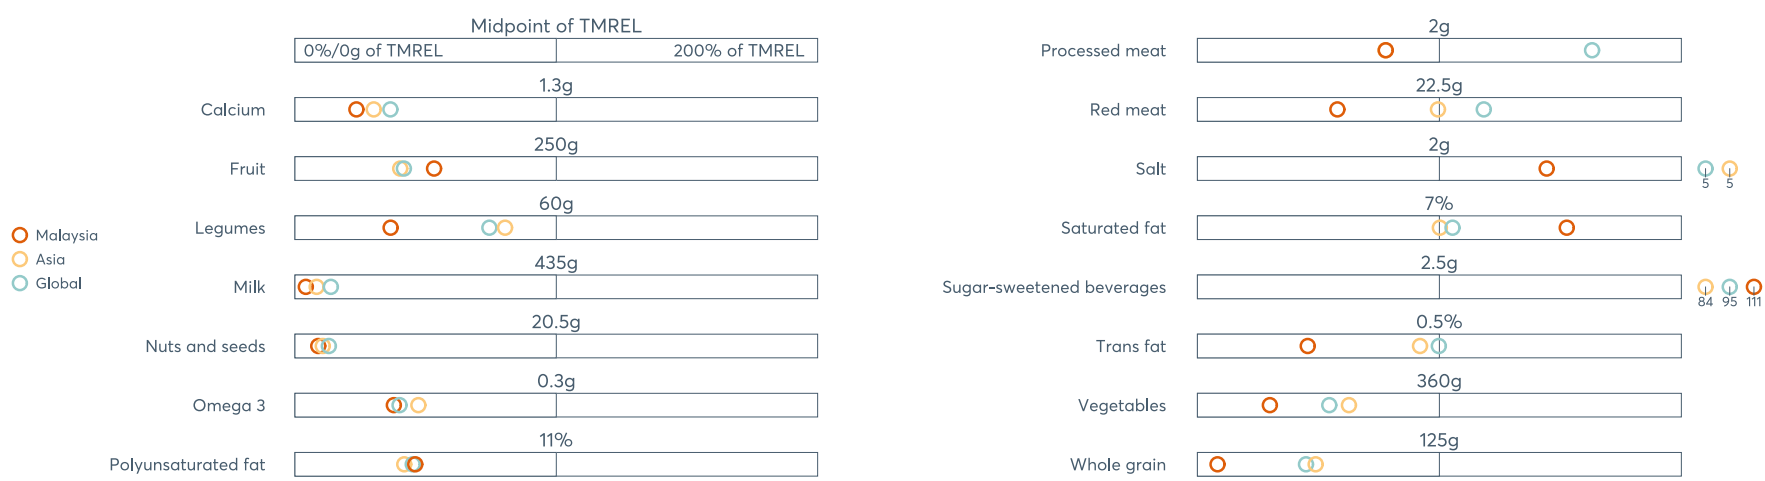 Midpoint of TMREL
0%/0g of TMREL 200% of TMREL
1.3g
Calcium
250g
Fruit
60g
Legumes
435g
Milk
20.5g
Nuts and seeds
0.3g
Omega 3
11%
Polyunsaturated fat
Malaysia
Asia
Global
2g
Processed meat
22.5g
Red meat
2g
Salt
5 5
7%
Saturated fat
2.5g
Sugar-sweetened beverages
84 95 111
0.5%
Trans fat
360g
Vegetables
125g
Whole grain